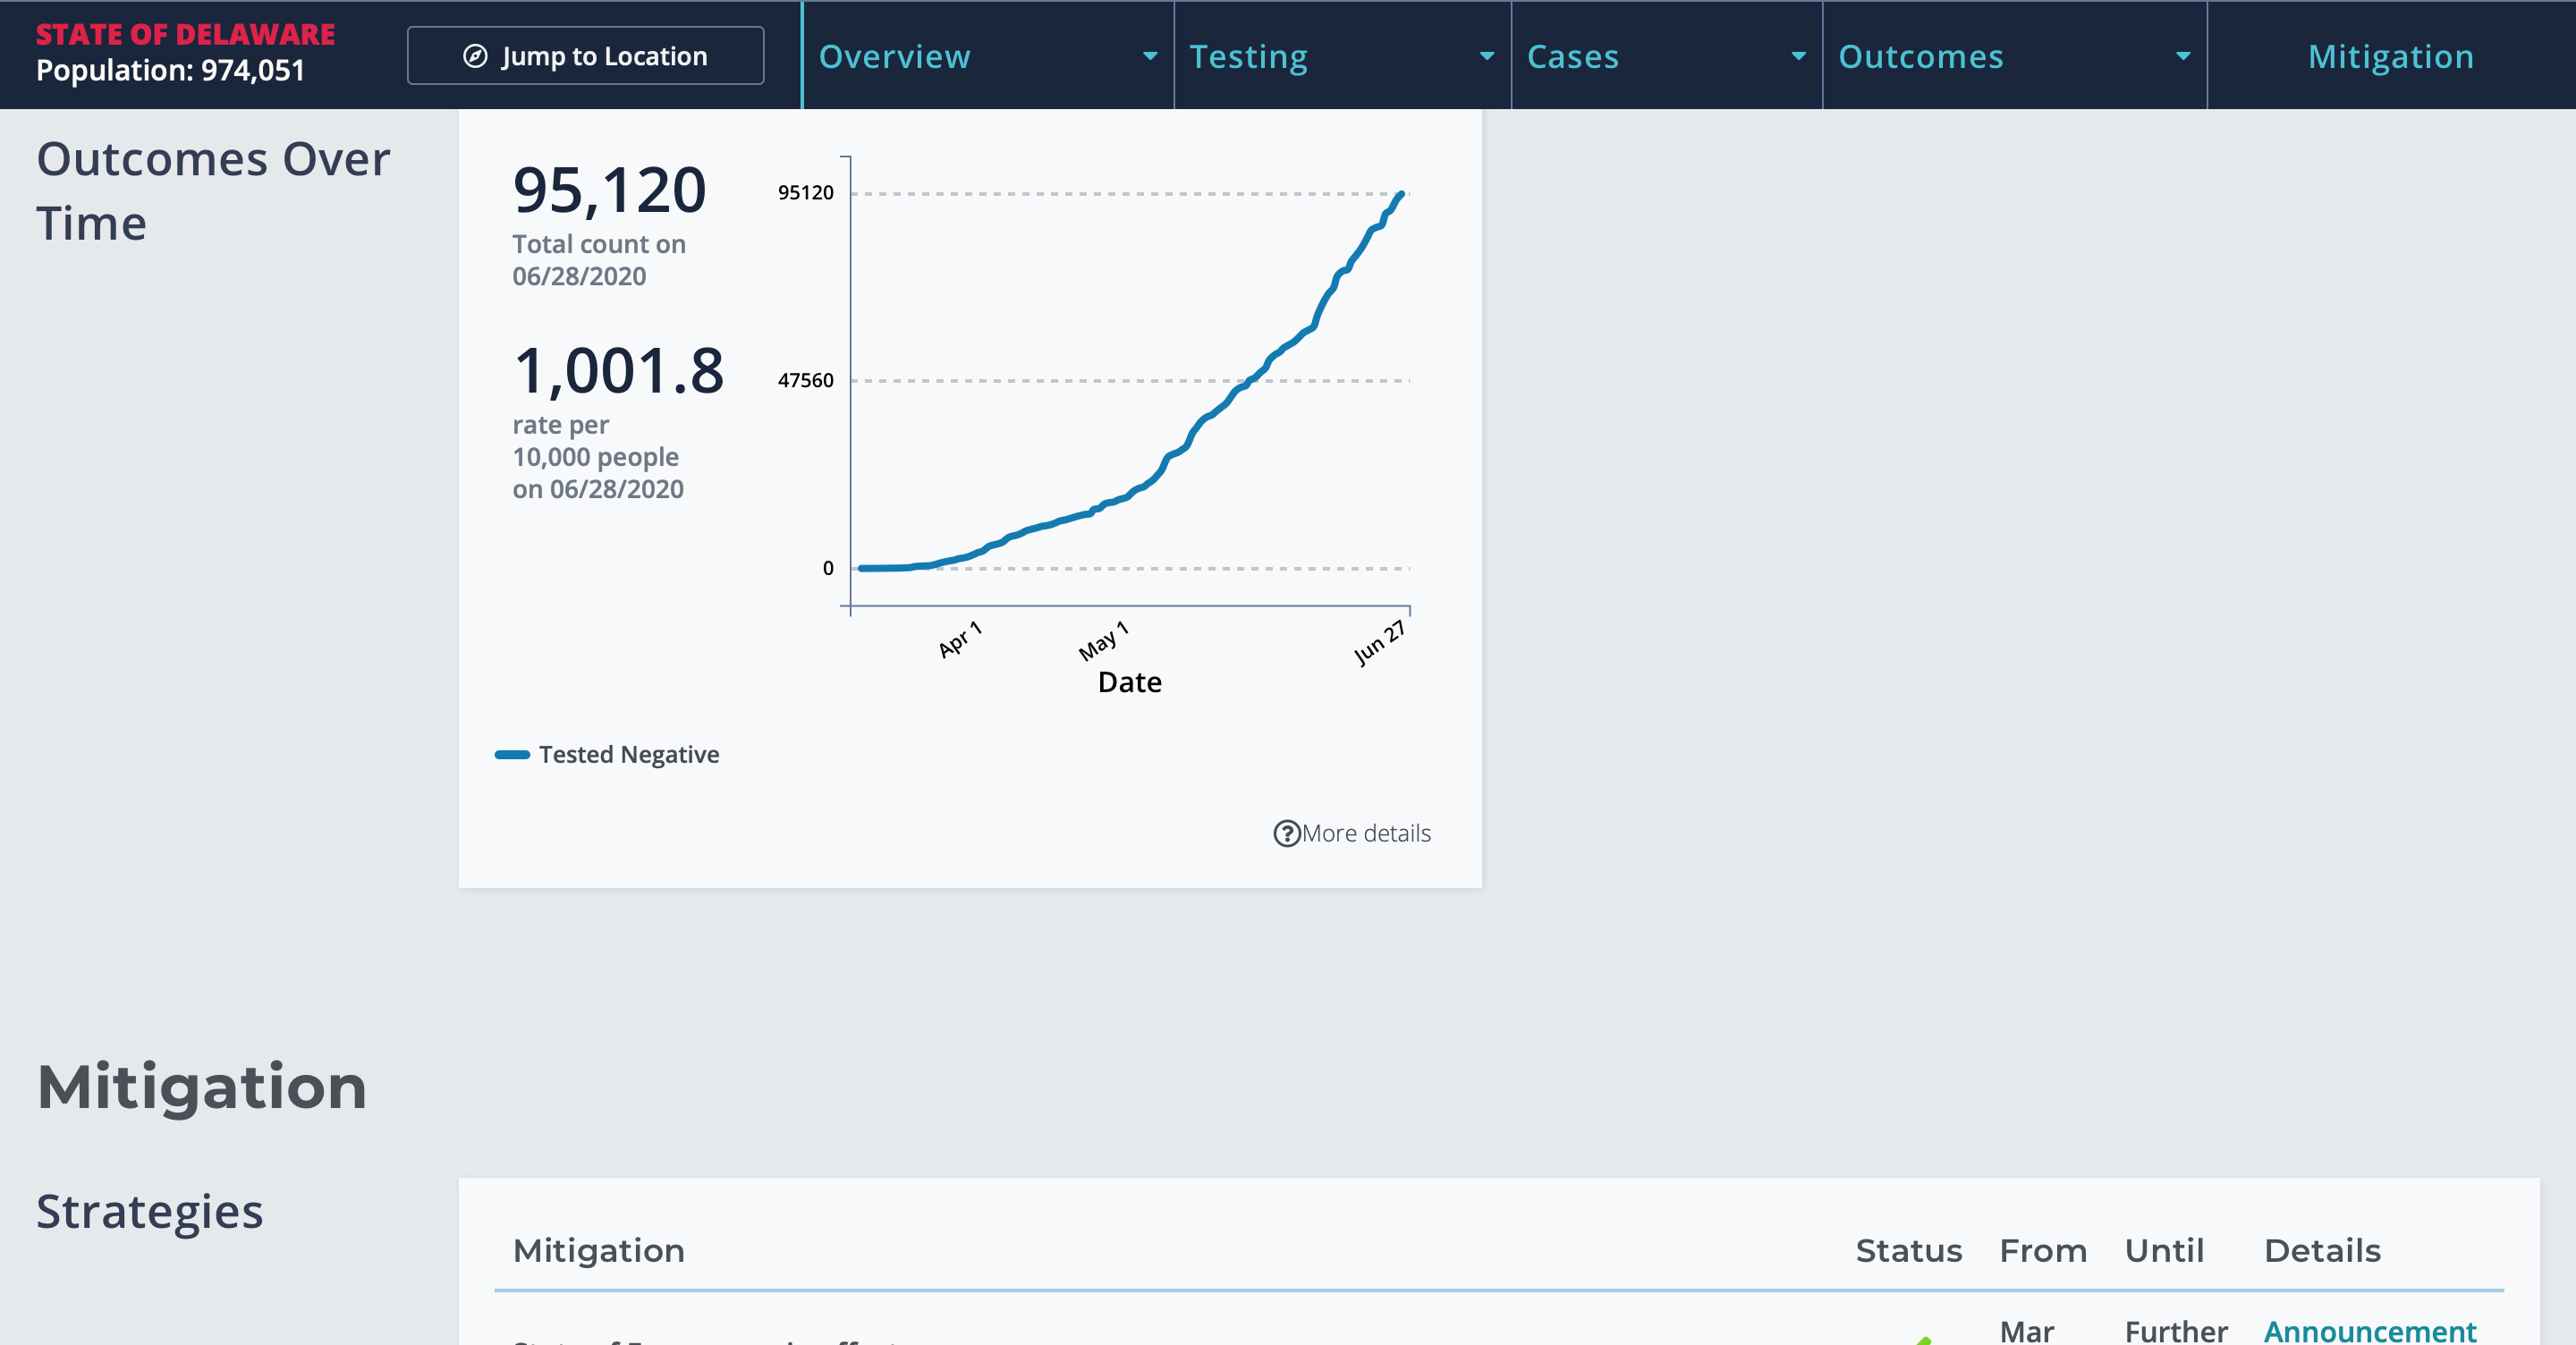 STATE OF DELAWARE
Population: 974,051
Jump to Location
Overview
Testing
Cases
Outcomes
Mitigation
Outcomes Over
Time
95,120
Total count on
06/28/2020
1,001.8
rate per
10,000 people
on 06/28/2020
95120
47560
0
Apr 1
May 1
Jun 27
Date
Tested Negative
?More details
Mitigation
Strategies
Mitigation Status From Until Details
Mar Further Announcement